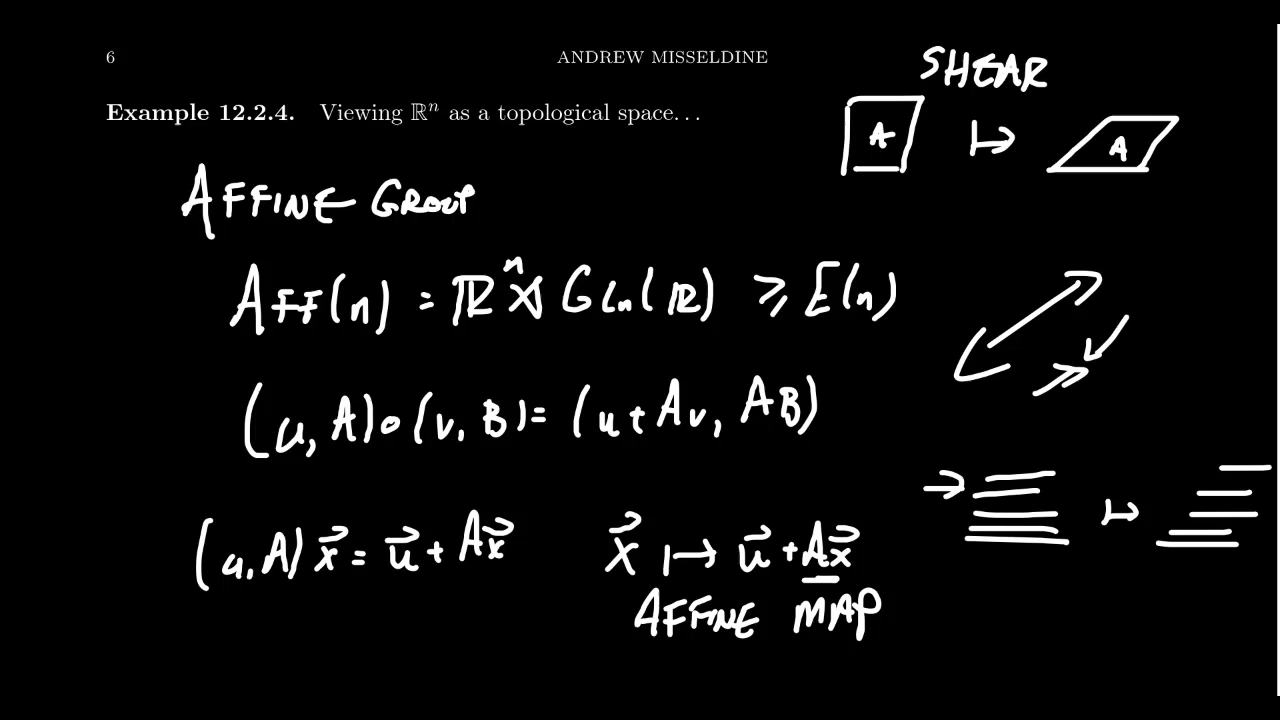 6 ANDREW MISSELDINE
SHEAR
Example 12.2.4. Viewing ℝⁿ as a topological space...
A ↦ A
AFFINE GROUP
AFF(n) = ℝⁿ ⋊ GLn(ℝ) ⩾ E(n)
(u, A) ∘ (v, B) = (u + Av, AB)
(u, A) x⃗ = u⃗ + Ax⃗
x⃗ ↦ u⃗ + Ax⃗
AFFINE MAP